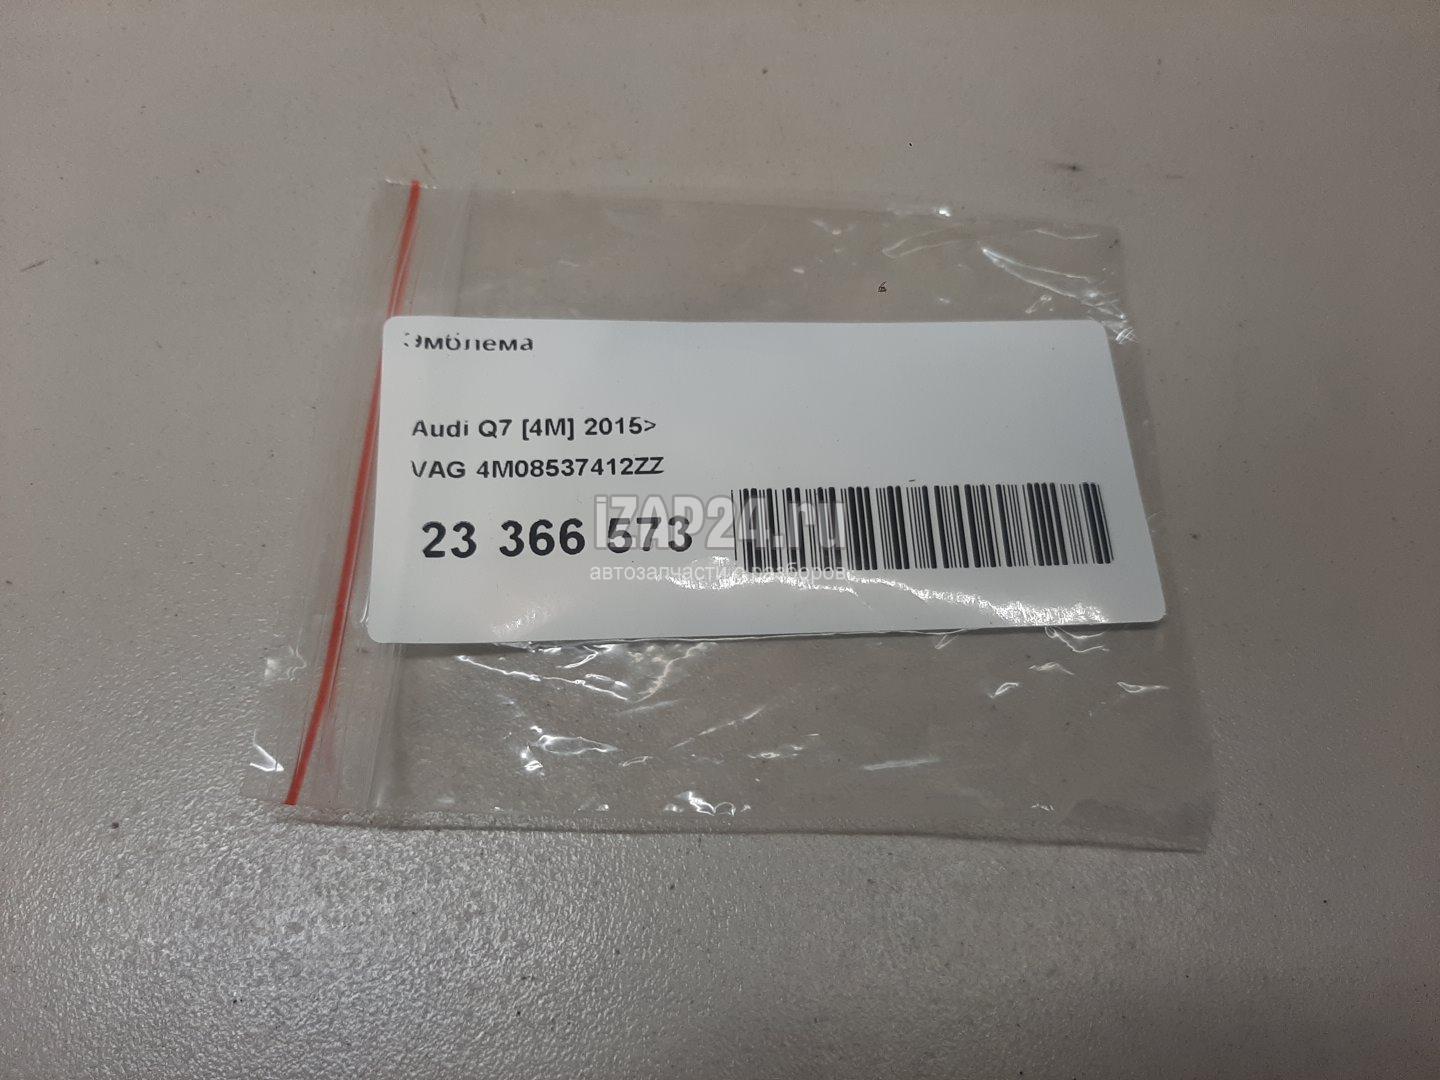 Эмблема
Audi Q7 [4M] 2015>
VAG 4M08537412ZZ
23 366 573
iZAP24.ru
автозапчасти с разборов